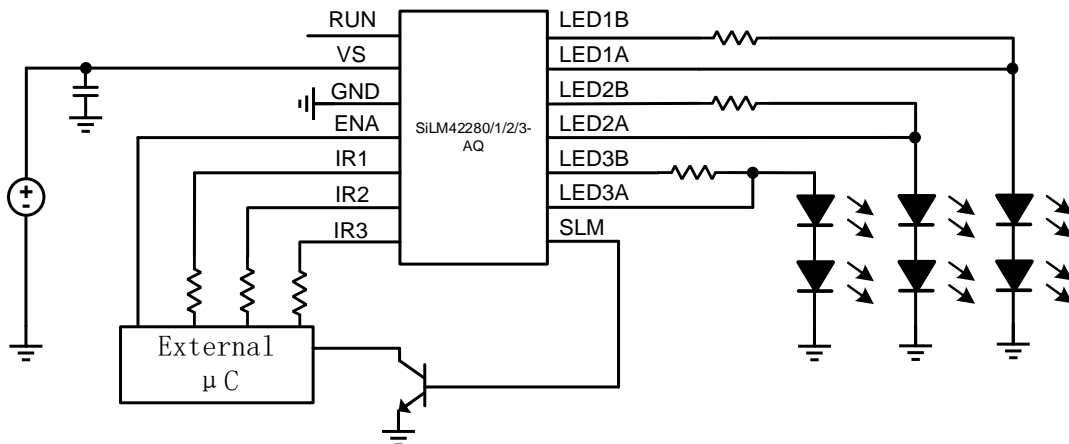 RUN
VS
GND
ENA
IR1
IR2
IR3
SiLM42280/1/2/3-
AQ
LED1B
LED1A
LED2B
LED2A
LED3B
LED3A
SLM
+
-
External
μC